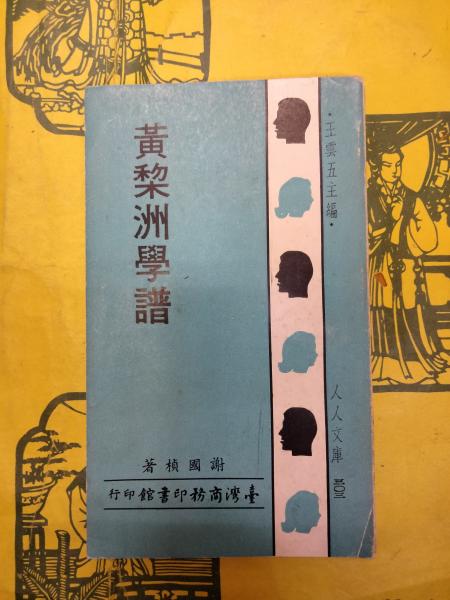 黃梨洲學譜
·王雲五主編·
人人文庫
謝國楨著
臺灣商務印書館印行